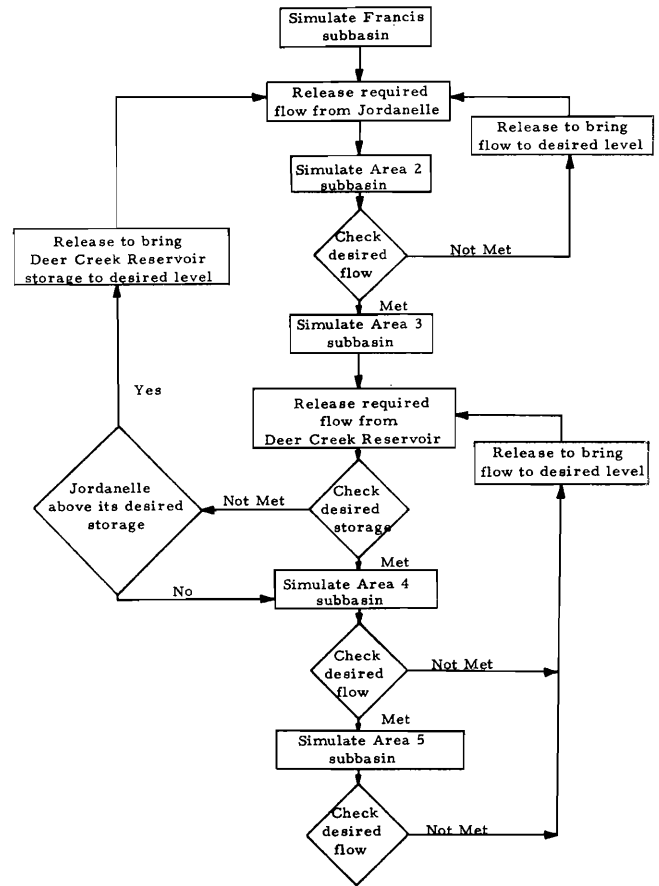 Simulate Francis
subbasin
Release required
flow from Jordanelle
Release to bring
flow to desired level
Simulate Area 2
subbasin
Check
desired
flow
Not Met
Met
Release to bring
Deer Creek Reservoir
storage to desired level
Simulate Area 3
subbasin
Yes
Release required
flow from
Deer Creek Reservoir
Release to bring
flow to desired level
Jordanelle
above its desired
storage
Not Met
Check
desired
storage
Met
No
Simulate Area 4
subbasin
Check
desired
flow
Not Met
Met
Simulate Area 5
subbasin
Check
desired
flow
Not Met